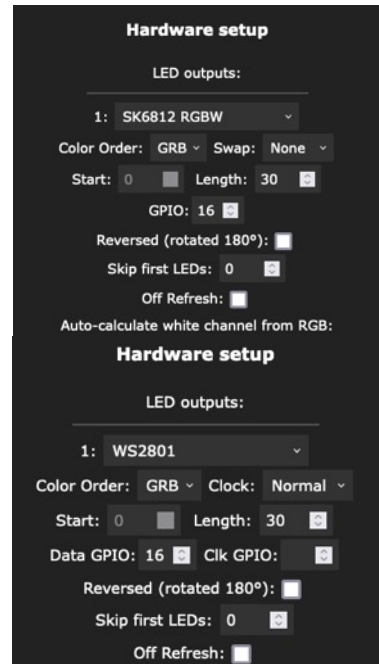 Hardware setup
LED outputs:
1: SK6812 RGBW
Color Order: GRB Swap: None
Start: 0 Length: 30
GPIO: 16
Reversed (rotated 180°):
Skip first LEDs: 0
Off Refresh:
Auto-calculate white channel from RGB:
Hardware setup
LED outputs:
1: WS2801
Color Order: GRB Clock: Normal
Start: 0 Length: 30
Data GPIO: 16 Clk GPIO:
Reversed (rotated 180°):
Skip first LEDs: 0
Off Refresh: